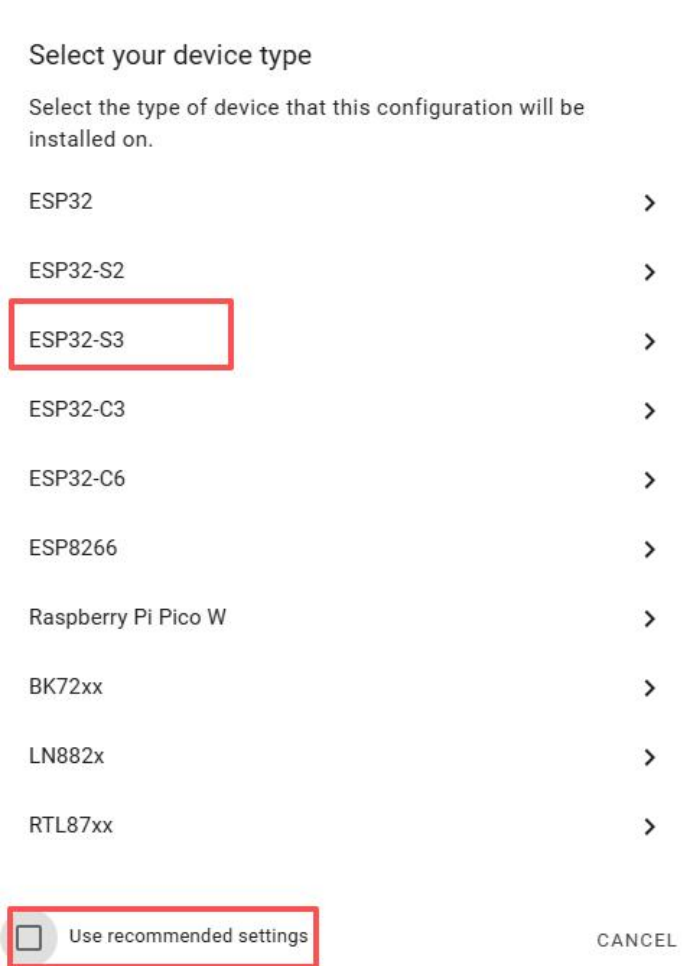 Select your device type
Select the type of device that this configuration will be
installed on.
ESP32
ESP32-S2
ESP32-S3
ESP32-C3
ESP32-C6
ESP8266
Raspberry Pi Pico W
BK72xx
LN882x
RTL87xx
Use recommended settings
CANCEL